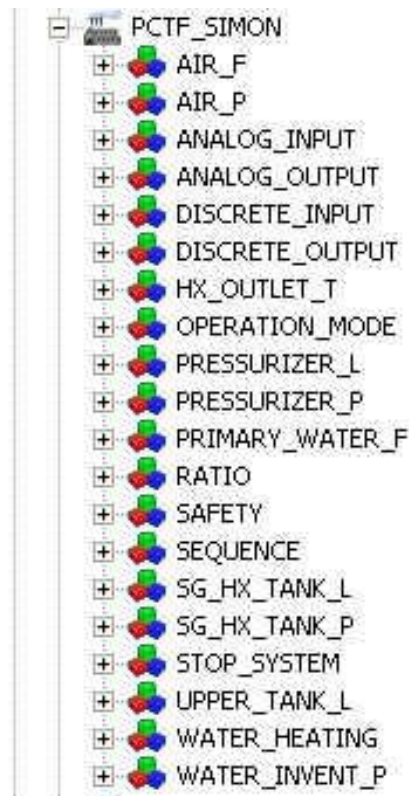 PCTF_SIMON
AIR_F
AIR_P
ANALOG_INPUT
ANALOG_OUTPUT
DISCRETE_INPUT
DISCRETE_OUTPUT
HX_OUTLET_T
OPERATION_MODE
PRESSURIZER_L
PRESSURIZER_P
PRIMARY_WATER_F
RATIO
SAFETY
SEQUENCE
SG_HX_TANK_L
SG_HX_TANK_P
STOP_SYSTEM
UPPER_TANK_L
WATER_HEATING
WATER_INVENT_P